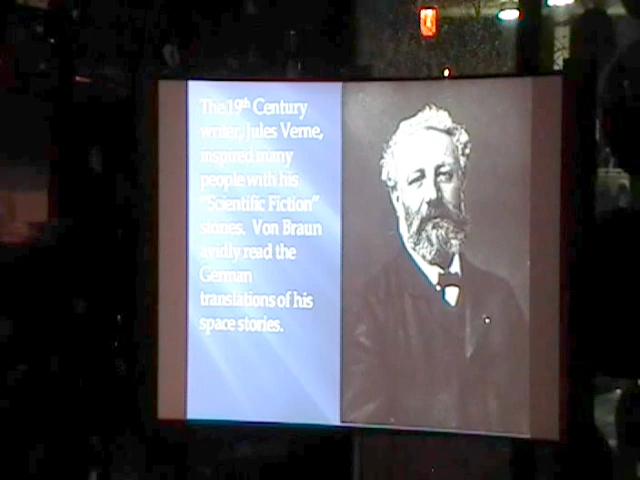 The 19th Century
writer, Jules Verne,
inspired many
people with his
"Scientific Fiction"
stories. Von Braun
avidly read the
German
translations of his
space stories.